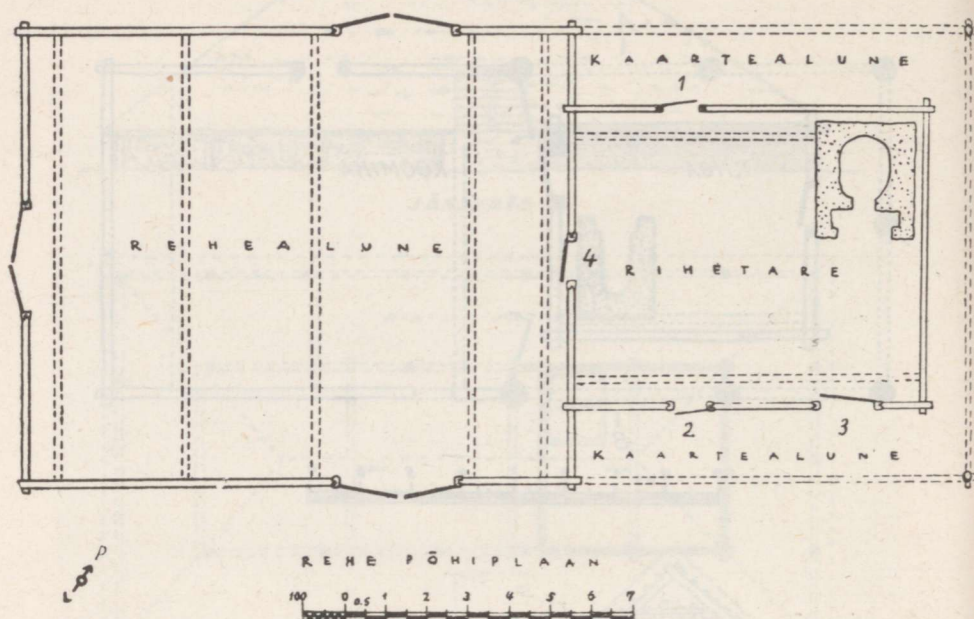 KAARTEALUNE
1
REHEALUNE
4
RIHETARE
2
3
KAARTEALUNE
P
L
REHE PÕHIPLAAN
100 0 0.5 1 2 3 4 5 6 7